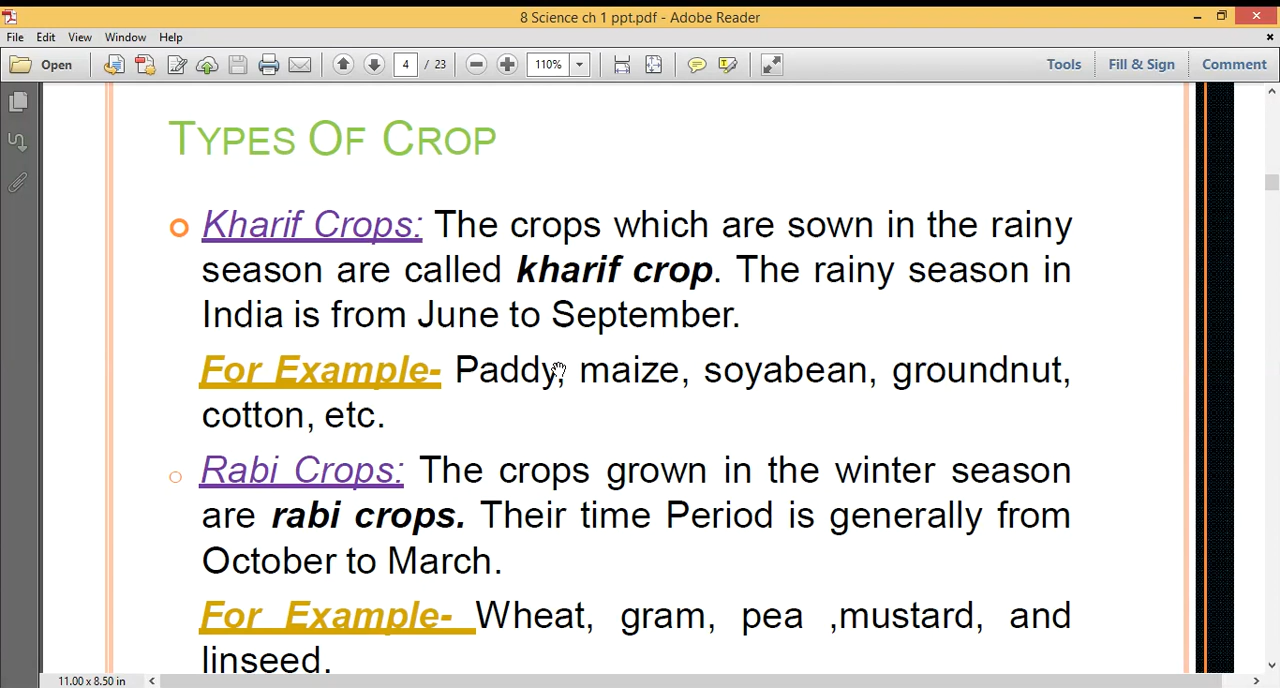 8 Science ch 1 ppt.pdf - Adobe Reader
File Edit View Window Help
Open 4 / 23 110% Tools Fill & Sign Comment
TYPES OF CROP
Kharif Crops: The crops which are sown in the rainy
season are called kharif crop. The rainy season in
India is from June to September.
For Example- Paddy, maize, soyabean, groundnut,
cotton, etc.
Rabi Crops: The crops grown in the winter season
are rabi crops. Their time Period is generally from
October to March.
For Example- Wheat, gram, pea ,mustard, and
linseed.
11.00 x 8.50 in